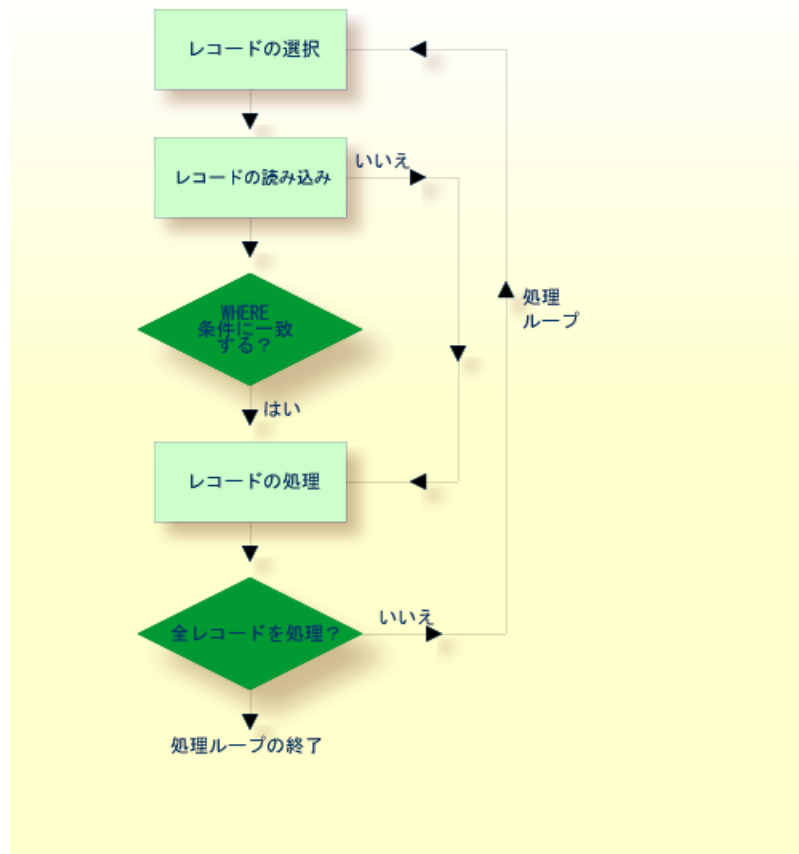 レコードの選択
レコードの読み込み
いいえ
WHERE
条件に一致
する？
処理
ループ
はい
レコードの処理
全レコードを処理？
いいえ
処理ループの終了